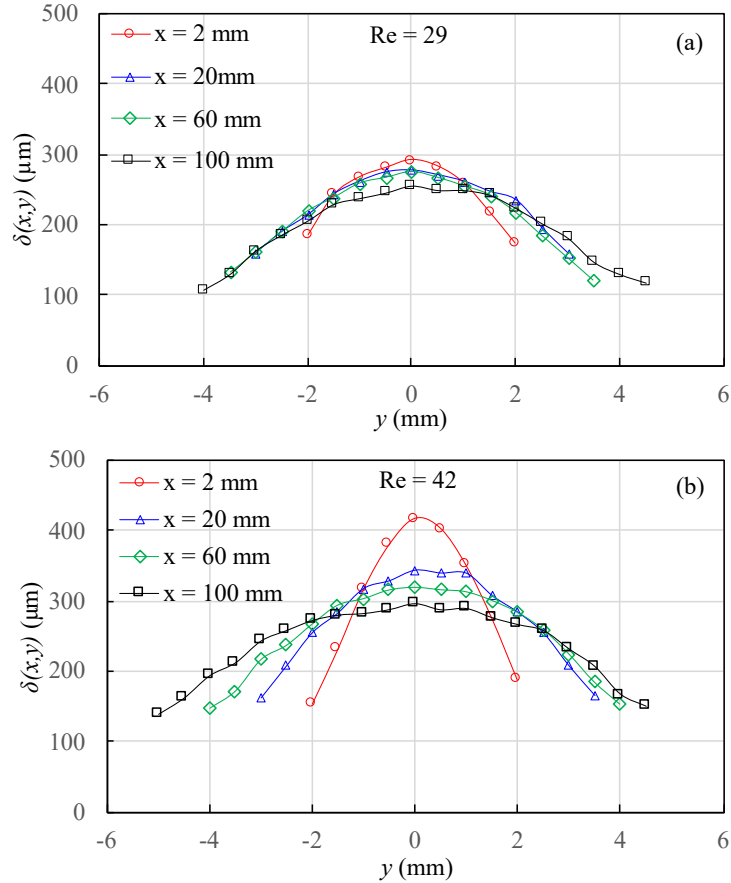 500
400
300
200
100
0
δ(x,y) (µm)
x = 2 mm
x = 20mm
x = 60 mm
x = 100 mm
Re = 29
(a)
-6 -4 -2 0 2 4 6
y (mm)
500
400
300
200
100
0
δ(x,y) (µm)
x = 2 mm
x = 20 mm
x = 60 mm
x = 100 mm
Re = 42
(b)
-6 -4 -2 0 2 4 6
y (mm)